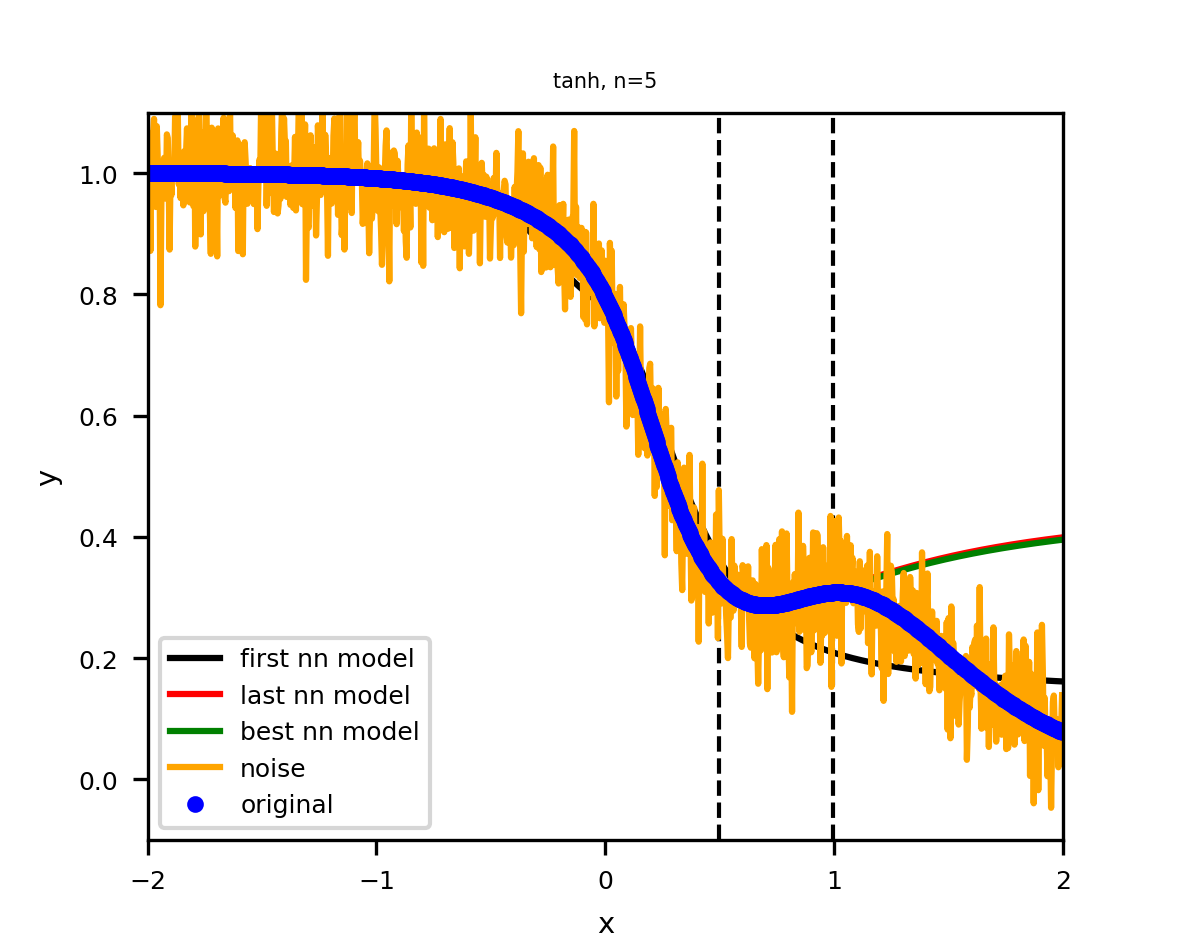 tanh, n=5
1.0
0.8
0.6
0.4
0.2
0.0
y
first nn model
last nn model
best nn model
noise
original
−2
−1
0
1
2
x